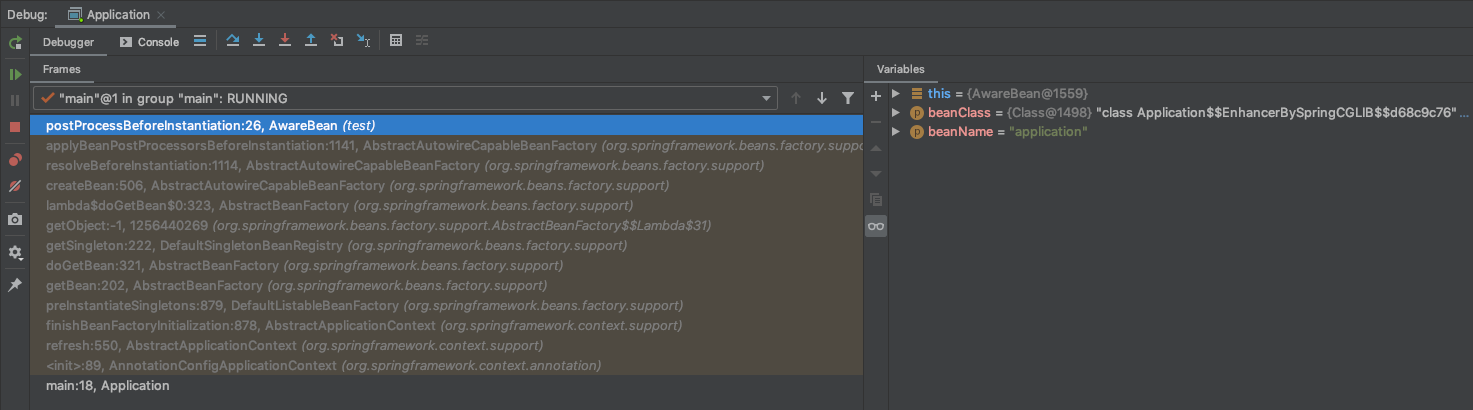 Debug: Application
Debugger Console
Frames
Variables
"main"@1 in group "main": RUNNING
postProcessBeforeInstantiation:26, AwareBean (test)
applyBeanPostProcessorsBeforeInstantiation:1141, AbstractAutowireCapableBeanFactory (org.springframework.beans.factory.suppo
resolveBeforeInstantiation:1114, AbstractAutowireCapableBeanFactory (org.springframework.beans.factory.support)
createBean:506, AbstractAutowireCapableBeanFactory (org.springframework.beans.factory.support)
lambda$doGetBean$0:323, AbstractBeanFactory (org.springframework.beans.factory.support)
getObject:-1, 1256440269 (org.springframework.beans.factory.support.AbstractBeanFactory$$Lambda$31)
getSingleton:222, DefaultSingletonBeanRegistry (org.springframework.beans.factory.support)
doGetBean:321, AbstractBeanFactory (org.springframework.beans.factory.support)
getBean:202, AbstractBeanFactory (org.springframework.beans.factory.support)
preInstantiateSingletons:879, DefaultListableBeanFactory (org.springframework.beans.factory.support)
finishBeanFactoryInitialization:878, AbstractApplicationContext (org.springframework.context.support)
refresh:550, AbstractApplicationContext (org.springframework.context.support)
<init>:89, AnnotationConfigApplicationContext (org.springframework.context.annotation)
main:18, Application
this = {AwareBean@1559}
beanClass = {Class@1498} "class Application$$EnhancerBySpringCGLIB$$d68c9c76" ...
beanName = "application"